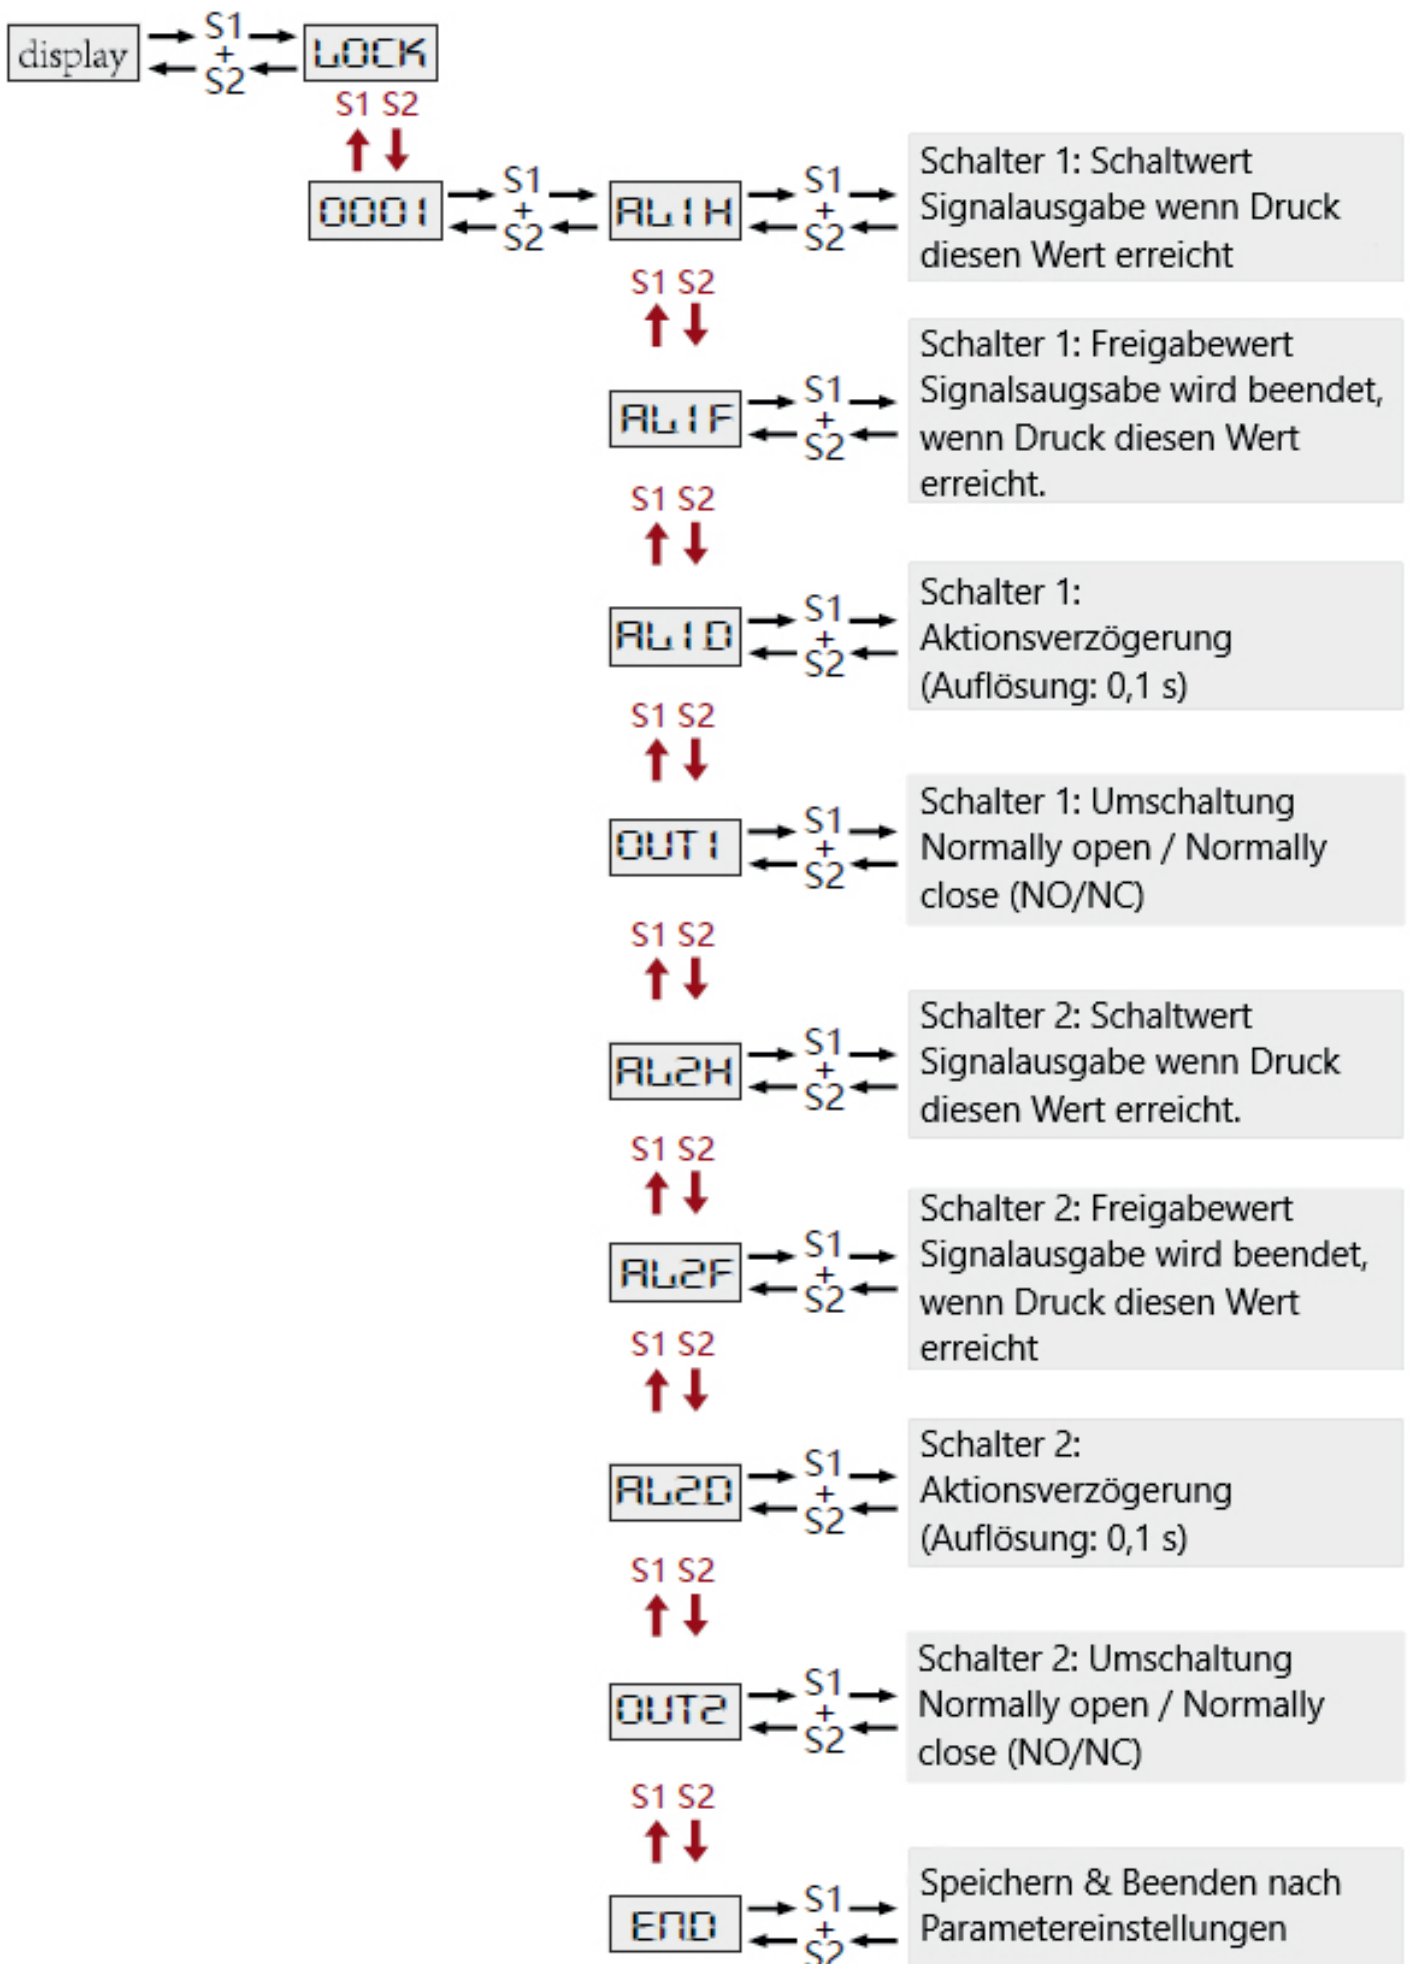 display S1 + S2 LOCK
S1 S2
0001 S1 + S2 AL1H S1 + S2
Schalter 1: Schaltwert
Signalausgabe wenn Druck
diesen Wert erreicht
S1 S2
AL1F S1 + S2
Schalter 1: Freigabewert
Signalsaugsabe wird beendet,
wenn Druck diesen Wert
erreicht.
S1 S2
AL1D S1 + S2
Schalter 1:
Aktionsverzögerung
(Auflösung: 0,1 s)
S1 S2
OUT1 S1 + S2
Schalter 1: Umschaltung
Normally open / Normally
close (NO/NC)
S1 S2
AL2H S1 + S2
Schalter 2: Schaltwert
Signalausgabe wenn Druck
diesen Wert erreicht.
S1 S2
AL2F S1 + S2
Schalter 2: Freigabewert
Signalausgabe wird beendet,
wenn Druck diesen Wert
erreicht
S1 S2
AL2D S1 + S2
Schalter 2:
Aktionsverzögerung
(Auflösung: 0,1 s)
S1 S2
OUT2 S1 + S2
Schalter 2: Umschaltung
Normally open / Normally
close (NO/NC)
S1 S2
END S1 + S2
Speichern & Beenden nach
Parametereinstellungen